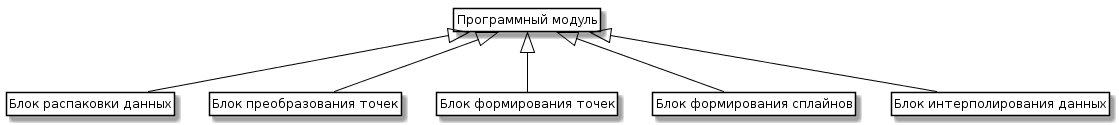 Программный модуль
Блок распаковки данных
Блок преобразования точек
Блок формирования точек
Блок формирования сплайнов
Блок интерполирования данных